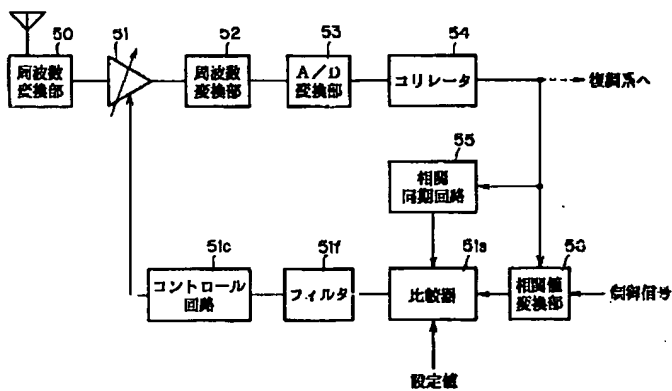 50
51
52
53
54
周波数
変換部
周波数
変換部
A/D
変換部
コリレータ
復調系へ
55
相関
同期回路
51c
51f
51a
56
コントロール
回路
フィルタ
比較器
相関値
変換部
制御信号
設定値